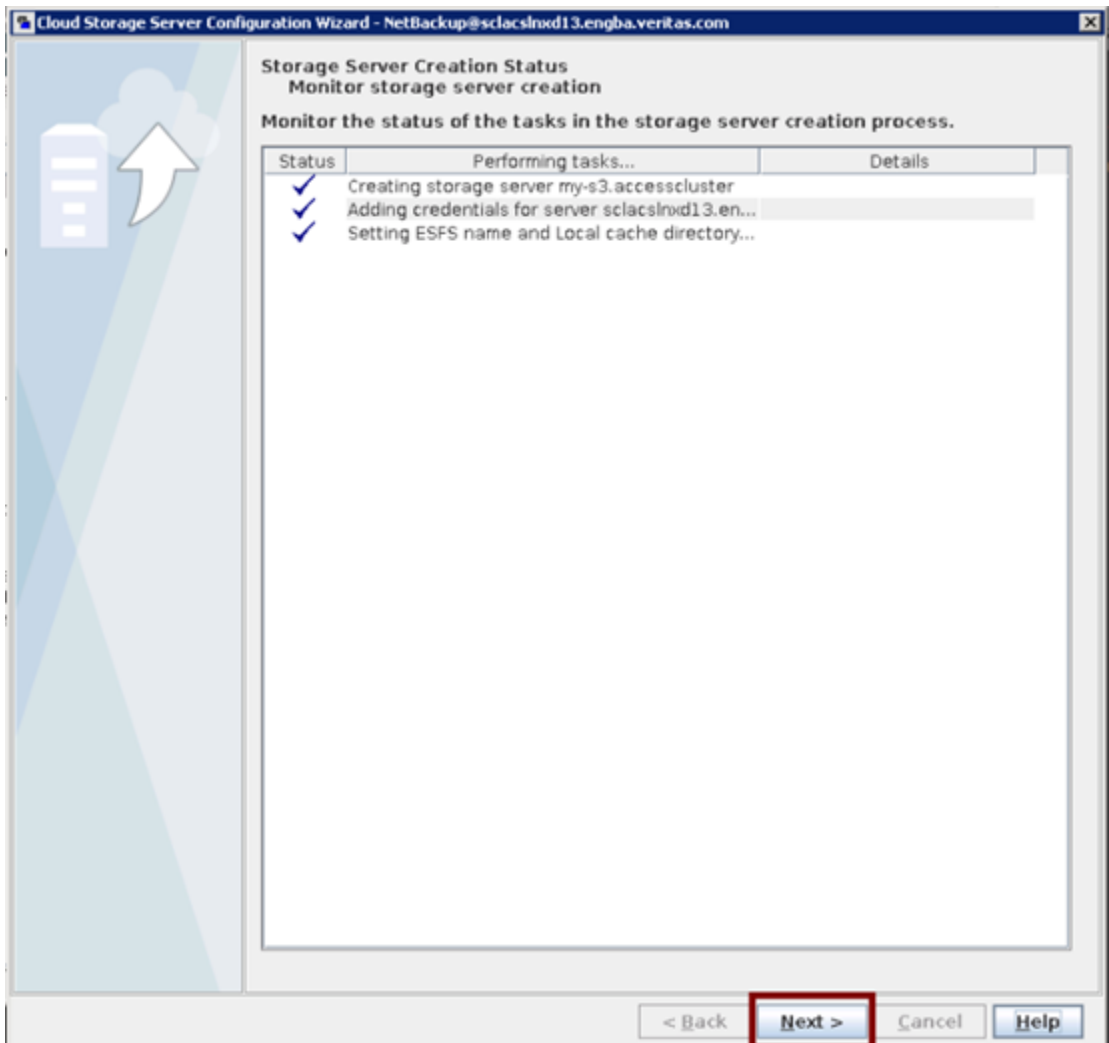 Cloud Storage Server Configuration Wizard - NetBackup@sclacslnxd13.engba.veritas.com
Storage Server Creation Status
Monitor storage server creation
Monitor the status of the tasks in the storage server creation process.
Status Performing tasks... Details
Creating storage server my-s3.accesscluster
Adding credentials for server sclacslnxd13.en...
Setting ESFS name and Local cache directory...
< Back Next > Cancel Help